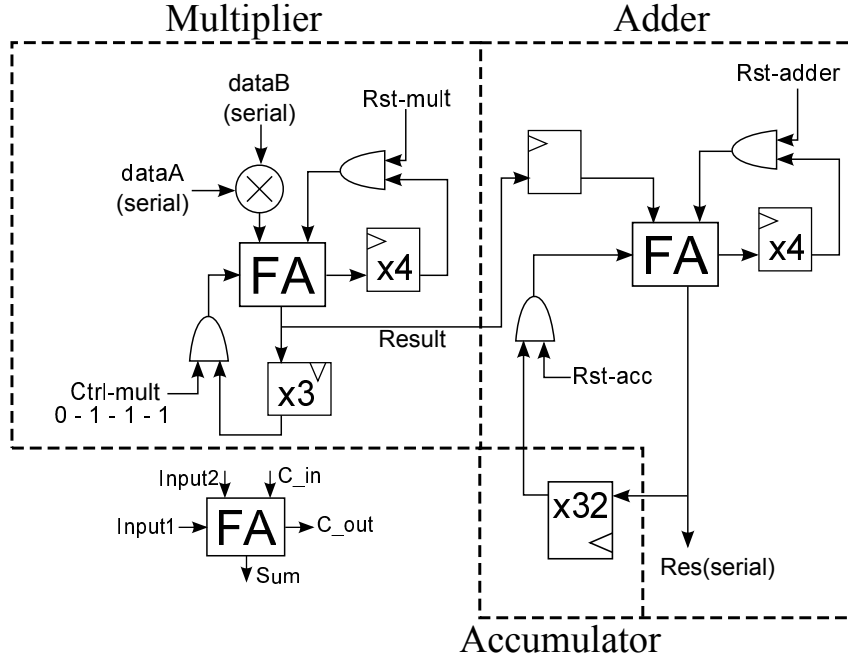 Multiplier
Adder
dataB
(serial)
Rst-mult
Rst-adder
dataA
(serial)
FA
x4
FA
x4
Result
Ctrl-mult
0 - 1 - 1 - 1
x3
Rst-acc
Input2
C_in
Input1
FA
C_out
Sum
x32
Res(serial)
Accumulator